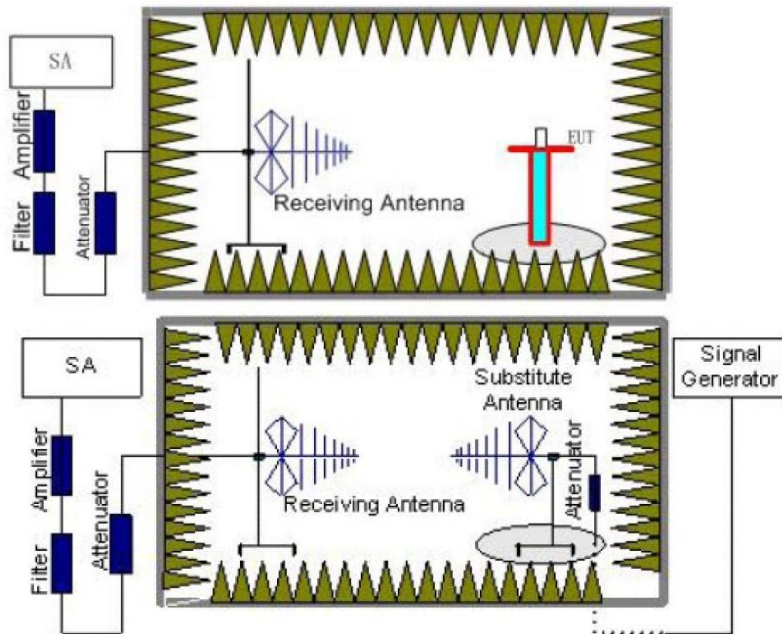 SA
Amplifier
Filter
Attenuator
EUT
Receiving Antenna
SA
Amplifier
Filter
Attenuator
Receiving Antenna
Substitute
Antenna
Attenuator
Signal
Generator